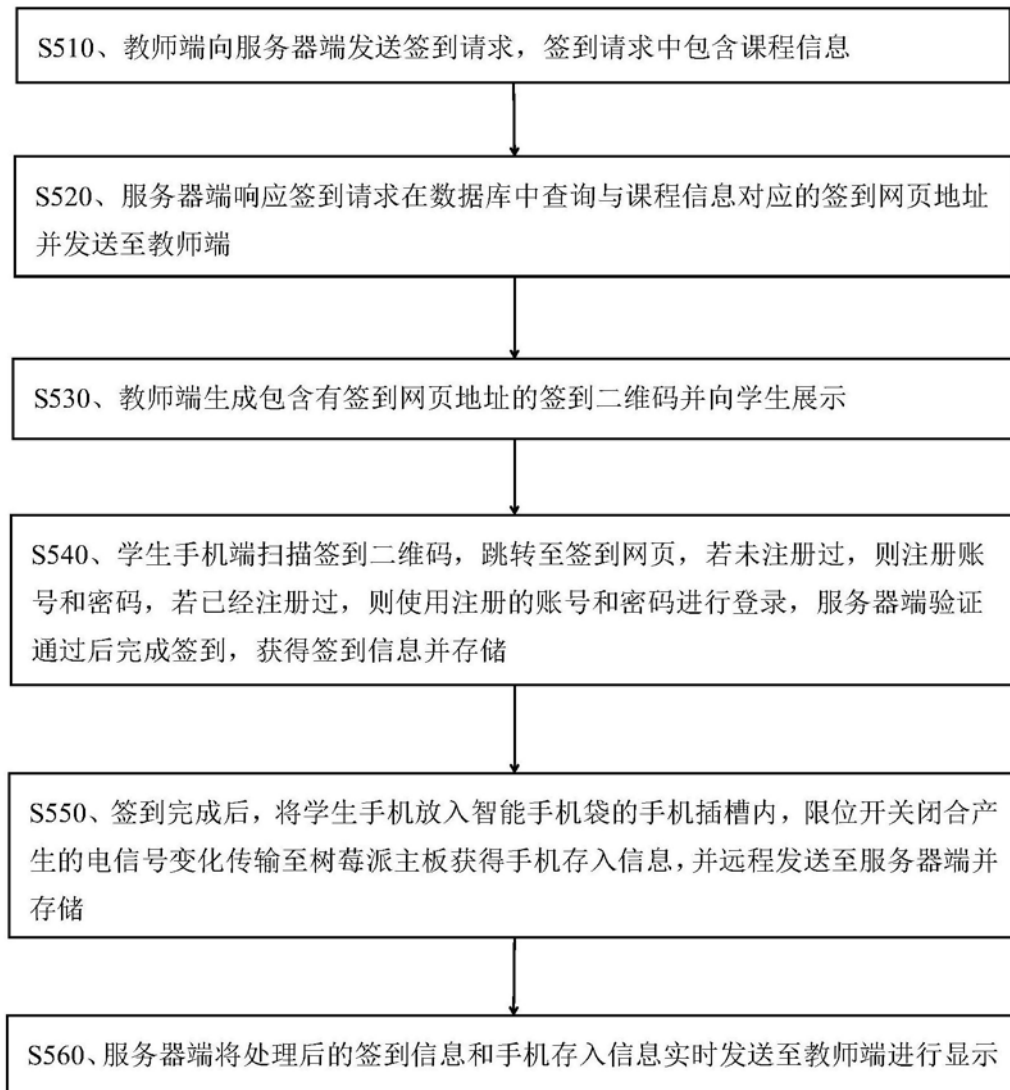 S510、教师端向服务器端发送签到请求，签到请求中包含课程信息
S520、服务器端响应签到请求在数据库中查询与课程信息对应的签到网页地址
并发送至教师端
S530、教师端生成包含有签到网页地址的签到二维码并向学生展示
S540、学生手机端扫描签到二维码，跳转至签到网页，若未注册过，则注册账
号和密码，若已经注册过，则使用注册的账号和密码进行登录，服务器端验证
通过后完成签到，获得签到信息并存储
S550、签到完成后，将学生手机放入智能手机袋的手机插槽内，限位开关闭合产
生的电信号变化传输至树莓派主板获得手机存入信息，并远程发送至服务器端并
存储
S560、服务器端将处理后的签到信息和手机存入信息实时发送至教师端进行显示